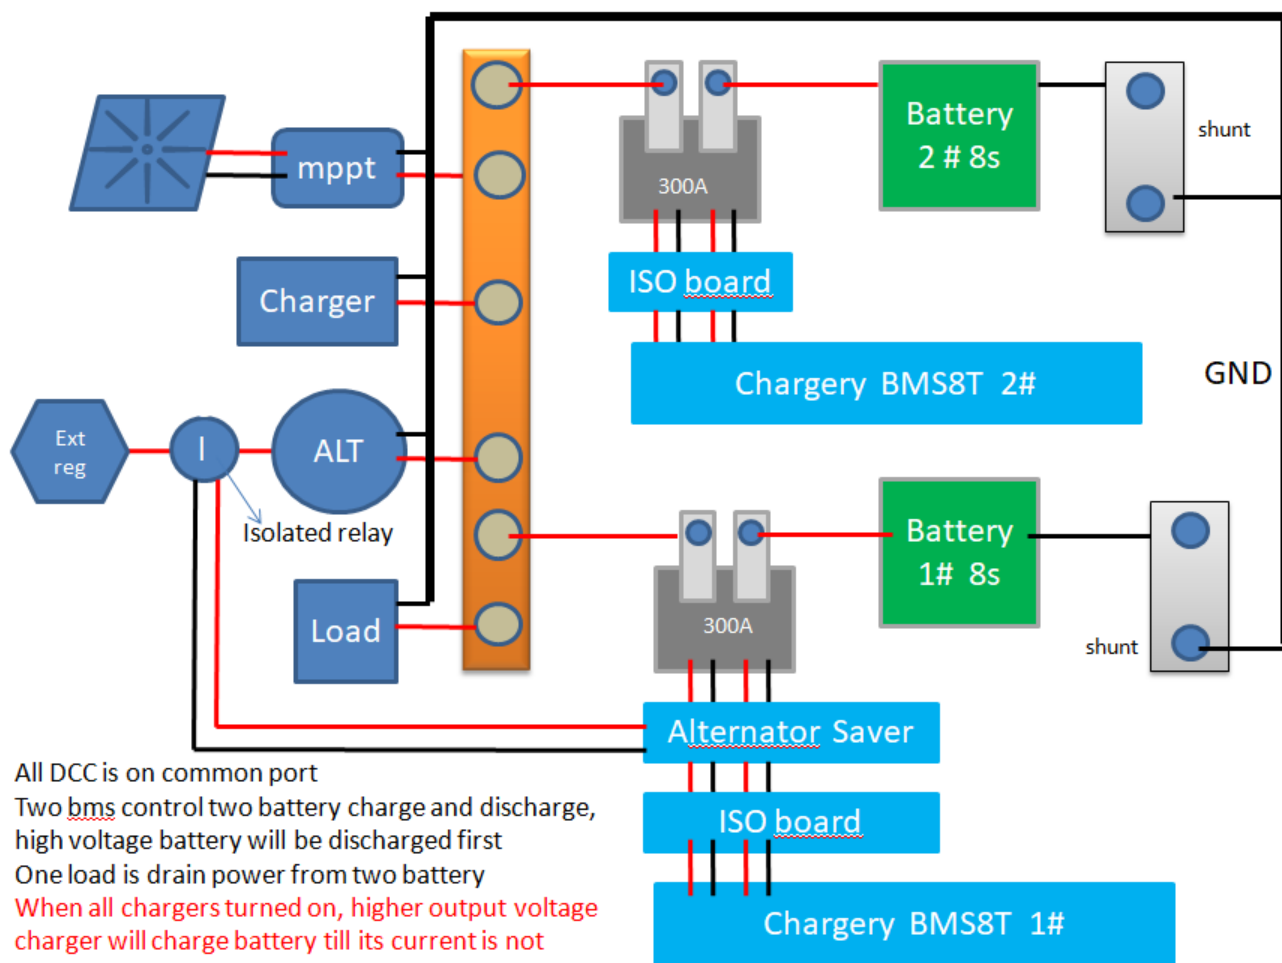 Battery
2 # 8s
shunt
mppt
300A
ISO board
Charger
Chargery BMS8T 2#
GND
Ext
reg
I
ALT
Isolated relay
Battery
1# 8s
Load
300A
shunt
Alternator Saver
All DCC is on common port
Two bms control two battery charge and discharge,
high voltage battery will be discharged first
One load is drain power from two battery
When all chargers turned on, higher output voltage
charger will charge battery till its current is not
ISO board
Chargery BMS8T 1#